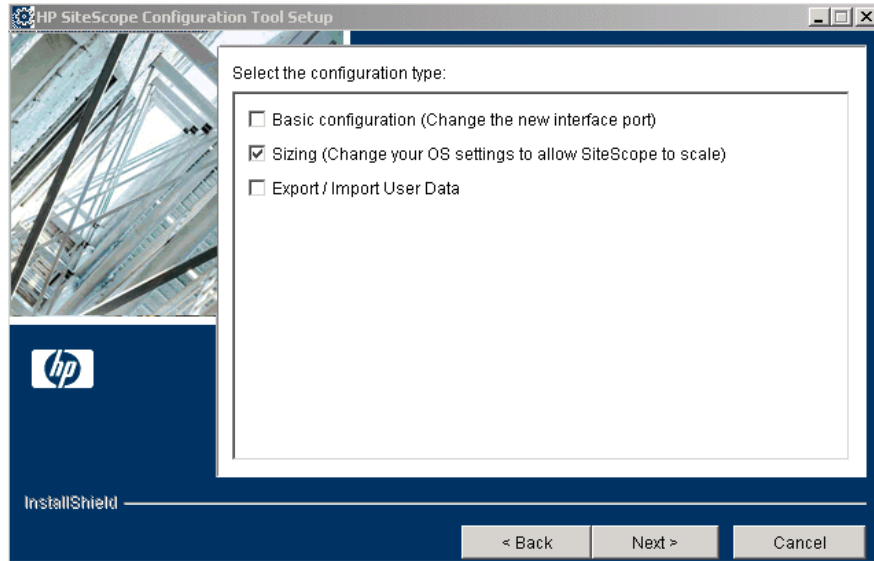 HP SiteScope Configuration Tool Setup
Select the configuration type:
Basic configuration (Change the new interface port)
Sizing (Change your OS settings to allow SiteScope to scale)
Export / Import User Data
hp
InstallShield
< Back
Next >
Cancel